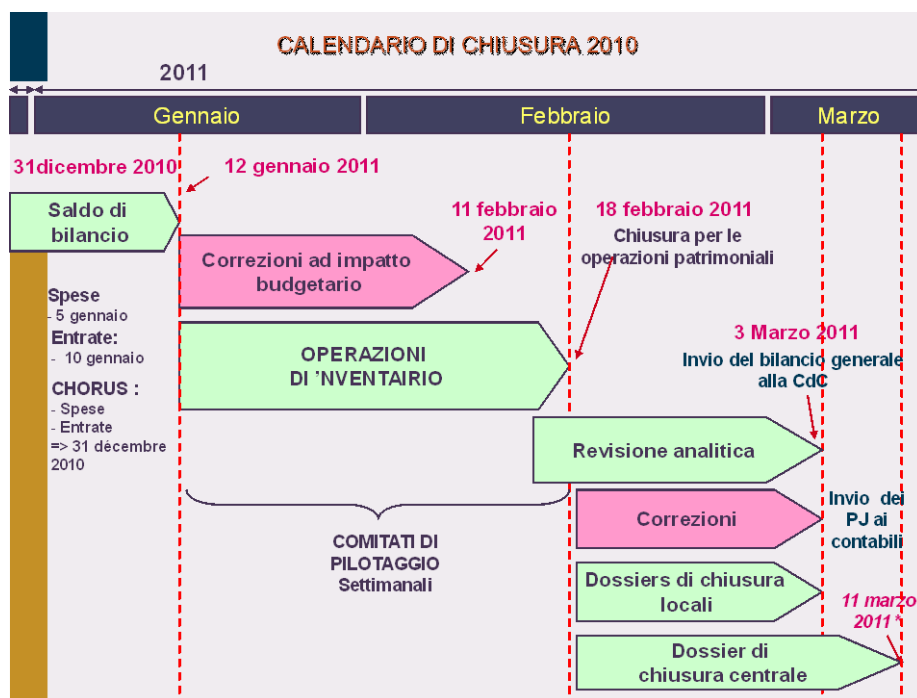 CALENDARIO DI CHIUSURA 2010
2011
Gennaio
Febbraio
Marzo
31dicembre 2010
12 gennaio 2011
11 febbraio
2011
18 febbraio 2011
Chiusura per le
operazioni patrimoniali
Saldo di
bilancio
Correzioni ad impatto
budgetario
Spese
- 5 gennaio
Entrate:
- 10 gennaio
CHORUS :
- Spese
- Entrate
=> 31 décembre
2010
OPERAZIONI
DI 'NVENTAIRIO
3 Marzo 2011
Invio del bilancio generale
alla CdC
Revisione analitica
Correzioni
Invio dei
PJ ai
contabili
COMITATI DI
PILOTAGGIO
Settimanali
Dossiers di chiusura
locali
11 marzo
2011 *
Dossier di
chiusura centrale